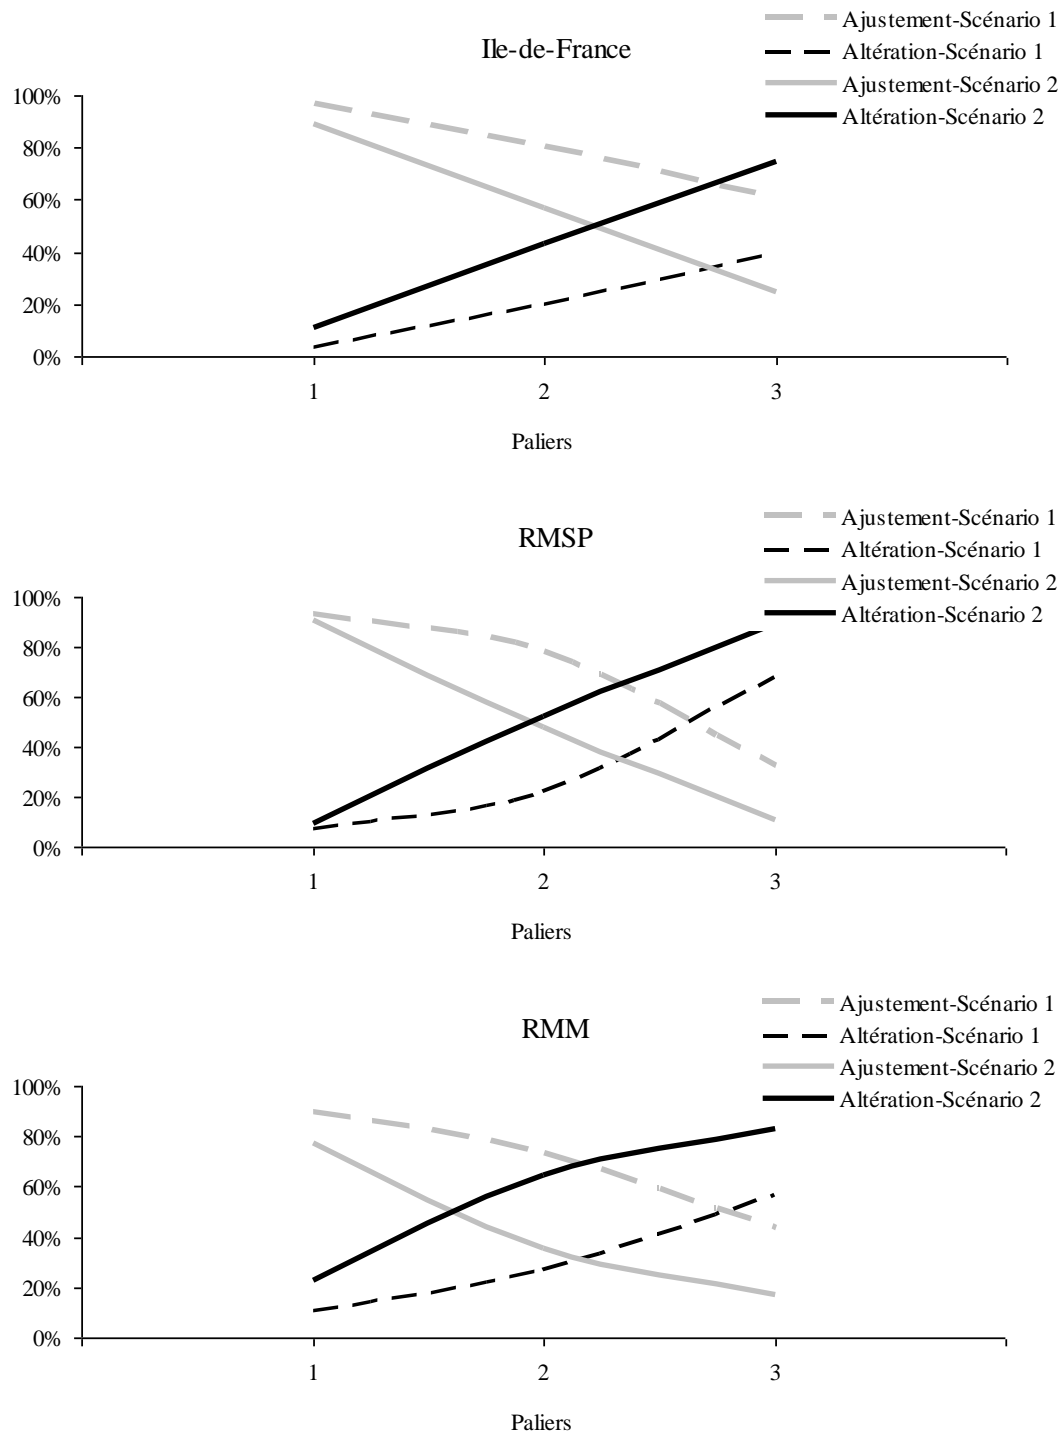 Ajustement-Scénario 1
Ile-de-France
Altération-Scénario 1
Ajustement-Scénario 2
Altération-Scénario 2
100%
80%
60%
40%
20%
0%
1 2 3
Paliers
Ajustement-Scénario 1
RMSP
Altération-Scénario 1
Ajustement-Scénario 2
Altération-Scénario 2
100%
80%
60%
40%
20%
0%
1 2 3
Paliers
Ajustement-Scénario 1
RMM
Altération-Scénario 1
Ajustement-Scénario 2
Altération-Scénario 2
100%
80%
60%
40%
20%
0%
1 2 3
Paliers